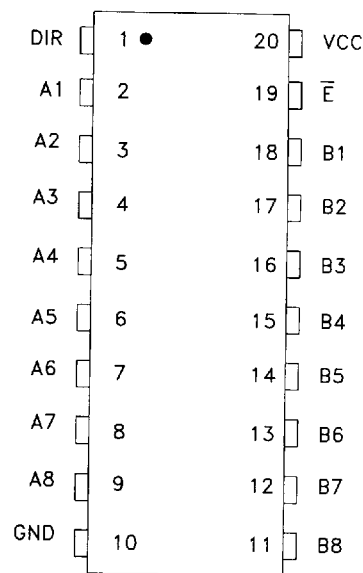 DIR 1 20 VCC
A1 2 19 E̅
A2 3 18 B1
A3 4 17 B2
A4 5 16 B3
A5 6 15 B4
A6 7 14 B5
A7 8 13 B6
A8 9 12 B7
GND 10 11 B8